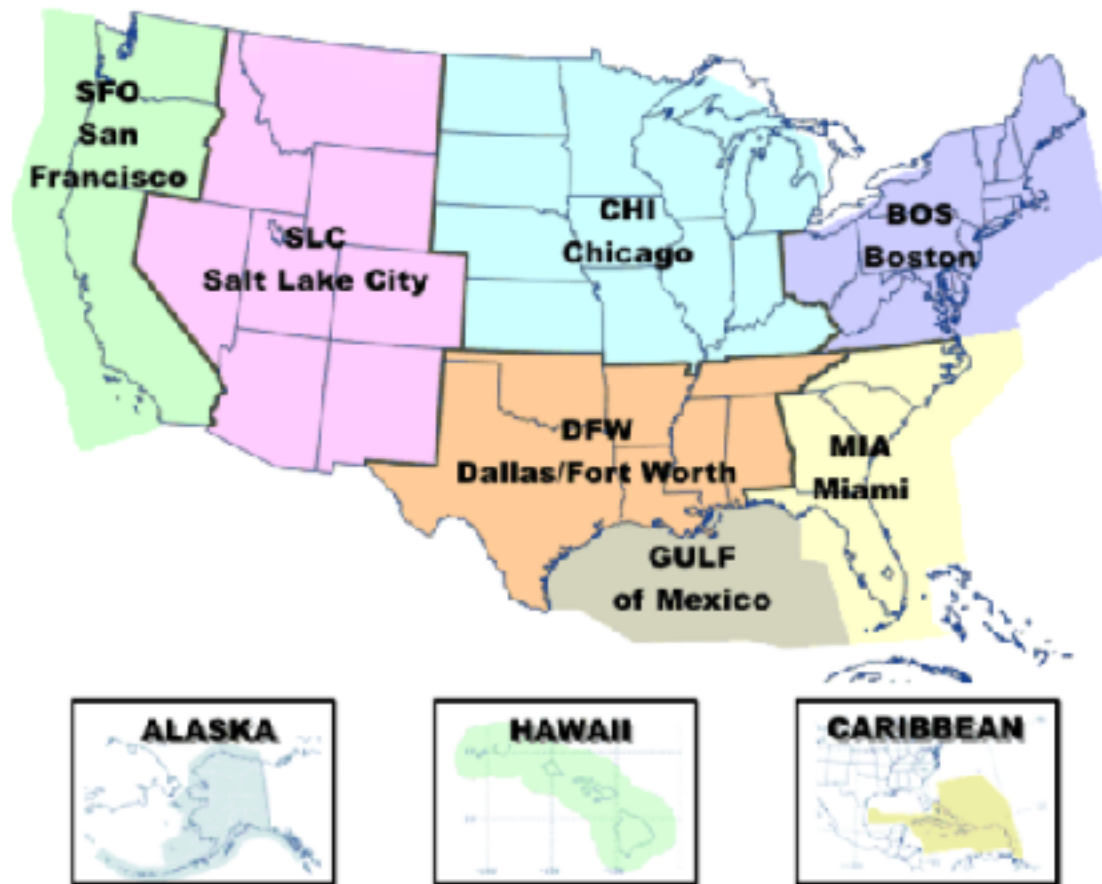 SFO
San
Francisco
SLC
Salt Lake City
CHI
Chicago
BOS
Boston
DFW
Dallas/Fort Worth
MIA
Miami
GULF
of Mexico
ALASKA
HAWAII
CARIBBEAN